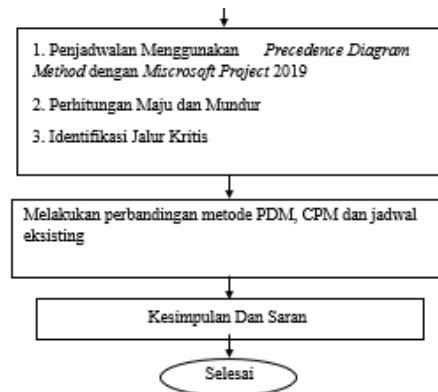 1. Penjadwalan Menggunakan Precedence Diagram
Method dengan Miscrosoft Project 2019
2. Perhitungan Maju dan Mundur
3. Identifikasi Jalur Kritis
Melakukan perbandingan metode PDM, CPM dan jadwal
eksisting
Kesimpulan Dan Saran
Selesai